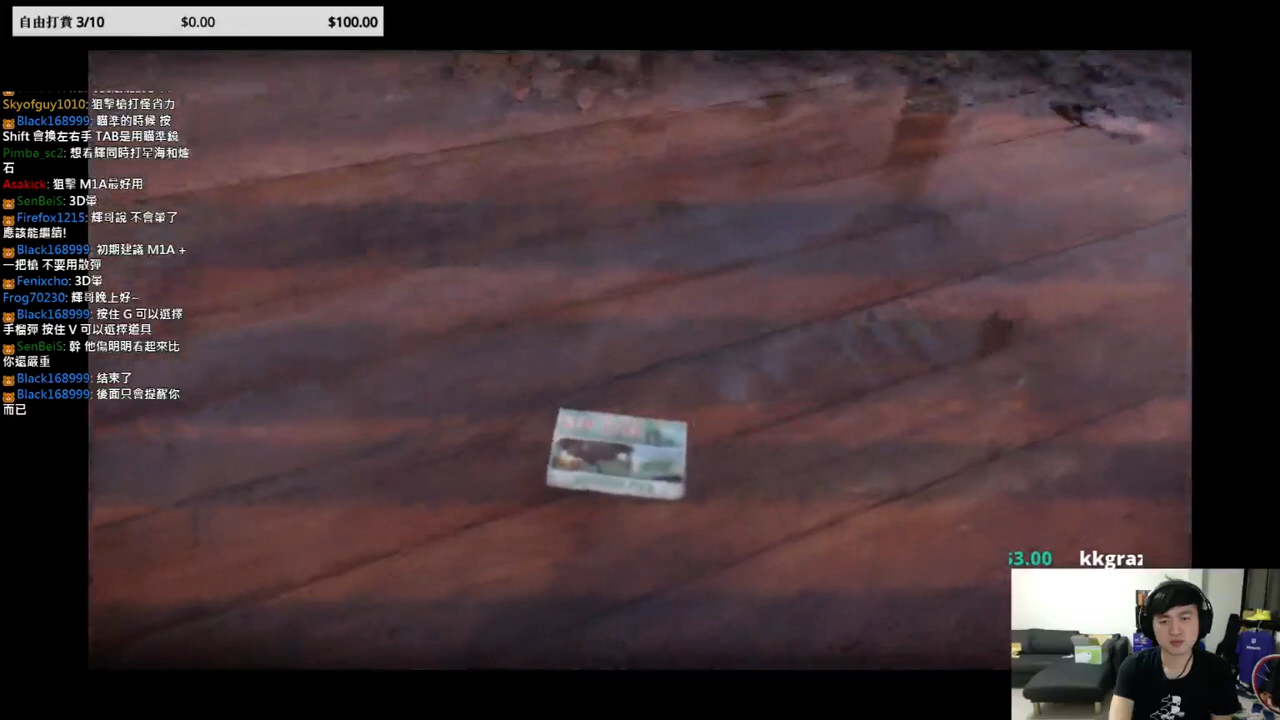 自由打賞 3/10 $0.00 $100.00
Skyofguy1010: 狙擊槍打怪省力
Black168999: 瞄準的時候 按
Shift 會換左右手 TAB是用瞄準鏡
Pimba_sc2: 想看輝同時打星海和爐
石
Asakick: 狙擊 M1A最好用
SenBeiS: 3D暈
Firefox1215: 輝哥說 不會暈了
應該能繼續!
Black168999: 初期建議 M1A +
一把槍 不要用散彈
Fenixcho: 3D暈
Frog70230: 輝哥晚上好~
Black168999: 按住 G 可以選擇
手榴彈 按住 V 可以選擇道具
SenBeiS: 幹 他傷明明看起來比
你還嚴重
Black168999: 結束了
Black168999: 後面只會提醒你
而已
$3.00 kkgraz